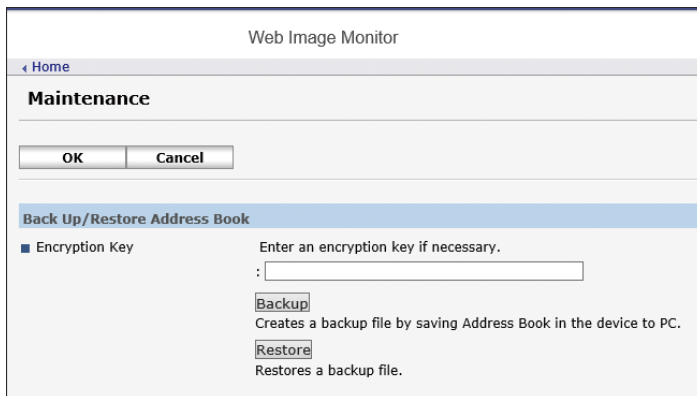 Web Image Monitor
Home
Maintenance
OK Cancel
Back Up/Restore Address Book
Encryption Key Enter an encryption key if necessary.
:
Backup
Creates a backup file by saving Address Book in the device to PC.
Restore
Restores a backup file.